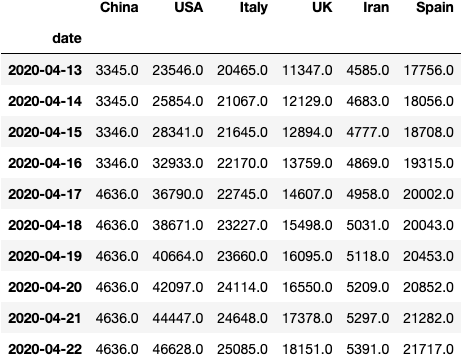 China USA Italy UK Iran Spain
date
2020-04-13 3345.0 23546.0 20465.0 11347.0 4585.0 17756.0
2020-04-14 3345.0 25854.0 21067.0 12129.0 4683.0 18056.0
2020-04-15 3346.0 28341.0 21645.0 12894.0 4777.0 18708.0
2020-04-16 3346.0 32933.0 22170.0 13759.0 4869.0 19315.0
2020-04-17 4636.0 36790.0 22745.0 14607.0 4958.0 20002.0
2020-04-18 4636.0 38671.0 23227.0 15498.0 5031.0 20043.0
2020-04-19 4636.0 40664.0 23660.0 16095.0 5118.0 20453.0
2020-04-20 4636.0 42097.0 24114.0 16550.0 5209.0 20852.0
2020-04-21 4636.0 44447.0 24648.0 17378.0 5297.0 21282.0
2020-04-22 4636.0 46628.0 25085.0 18151.0 5391.0 21717.0